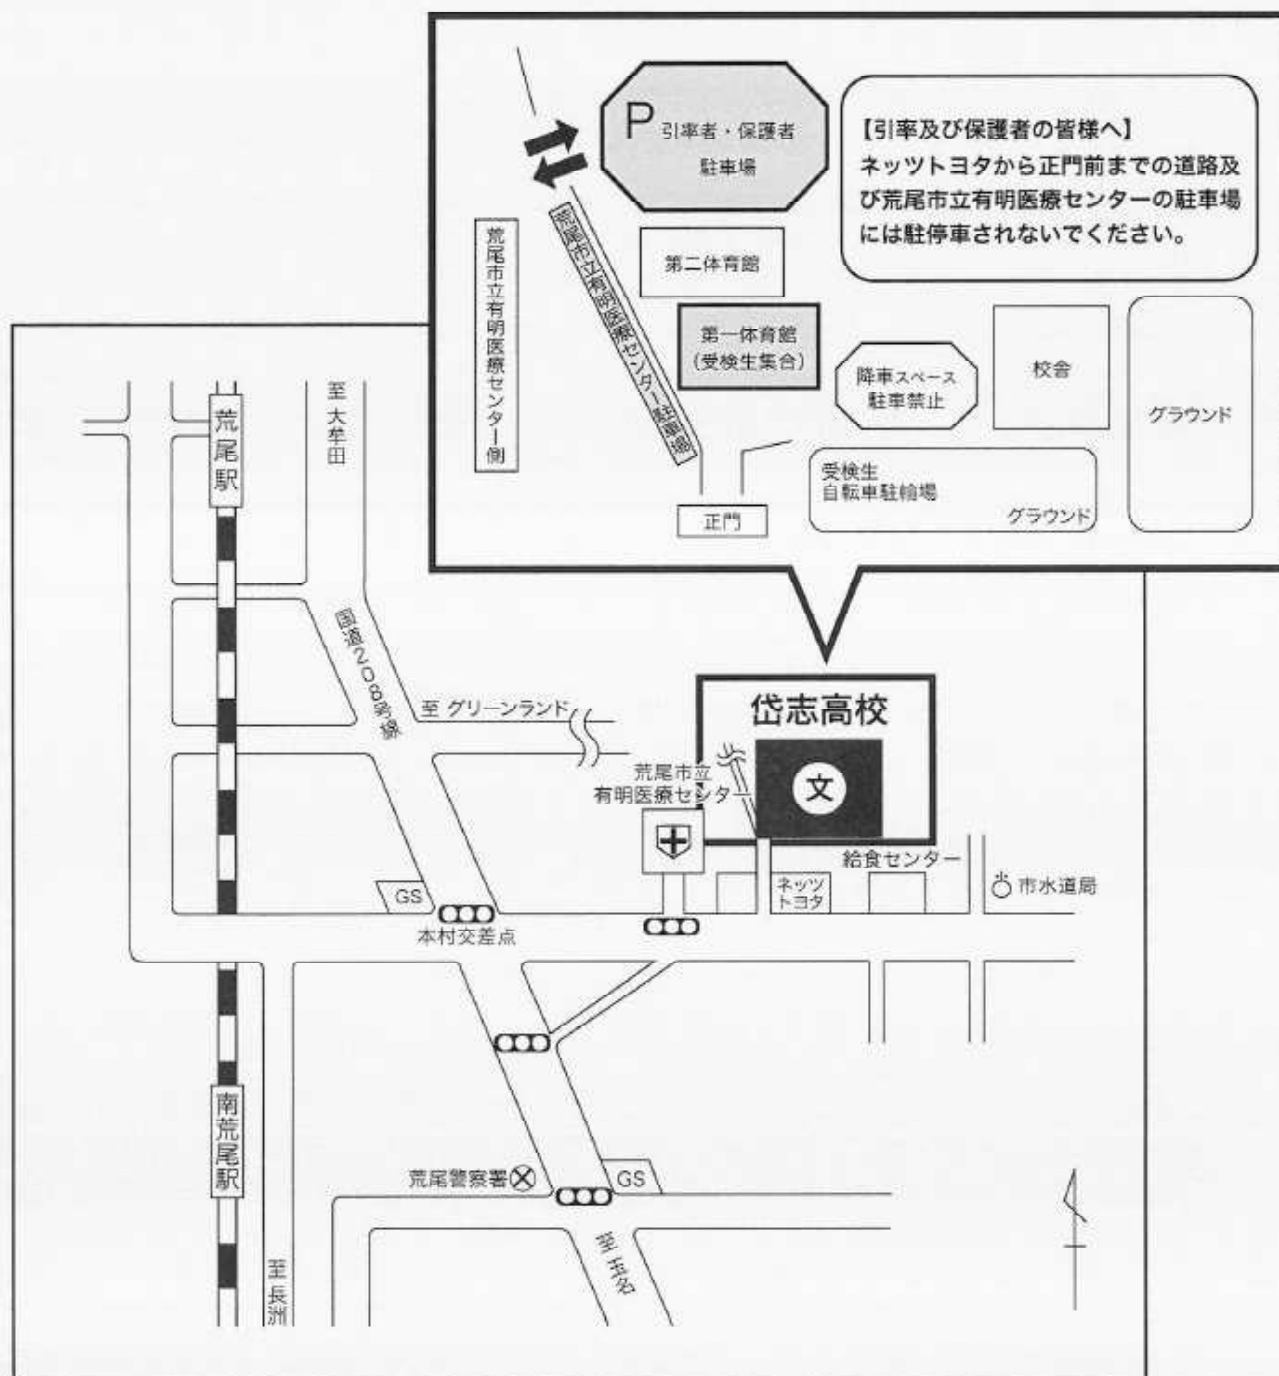 P 引率者・保護者
駐車場
【引率及び保護者の皆様へ】
ネッツトヨタから正門前までの道路及
び荒尾市立有明医療センターの駐車場
には駐停車されないでください。
荒尾市立有明医療センター側
荒尾市立有明医療センター駐車場
第二体育館
第一体育館
(受検生集合)
降車スペース
駐車禁止
校舎
グラウンド
受検生
自転車駐輪場
グラウンド
正門
荒尾駅
至 大牟田
国道208号線
至 グリーンランド
岱志高校
文
荒尾市立
有明医療センター
給食センター
ネッツ
トヨタ
市水道局
GS
本村交差点
南荒尾駅
荒尾警察署
GS
至 長洲
至 玉名